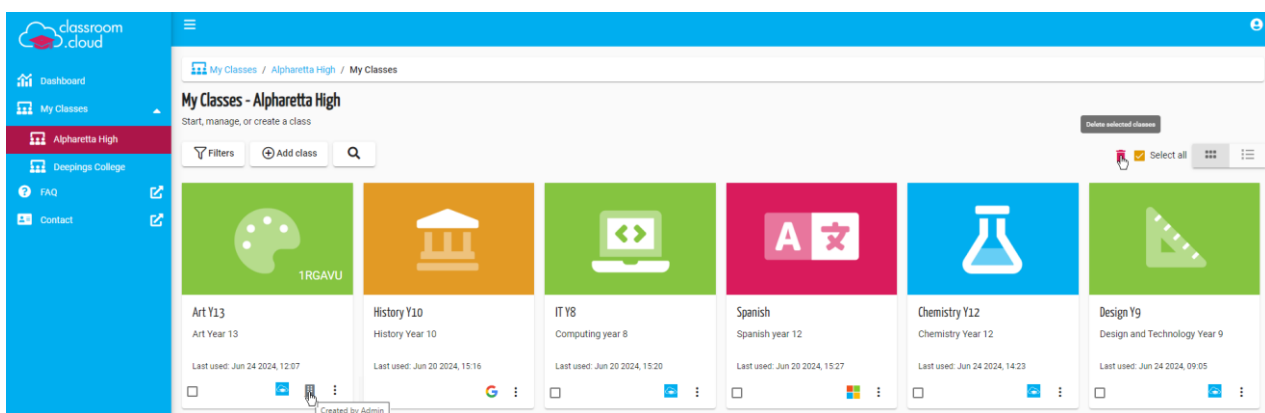 classroom
.cloud
Dashboard
My Classes
Alpharetta High
Deepings College
FAQ
Contact
My Classes / Alpharetta High / My Classes
My Classes - Alpharetta High
Start, manage, or create a class
Delete selected classes
Filters
Add class
Select all
1RGAVU
A
Art Y13
Art Year 13
Last used: Jun 24 2024, 12:07
Created by Admin
History Y10
History Year 10
Last used: Jun 20 2024, 15:16
IT Y8
Computing year 8
Last used: Jun 20 2024, 15:20
Spanish
Spanish year 12
Last used: Jun 20 2024, 15:27
Chemistry Y12
Chemistry Year 12
Last used: Jun 24 2024, 14:23
Design Y9
Design and Technology Year 9
Last used: Jun 24 2024, 09:05